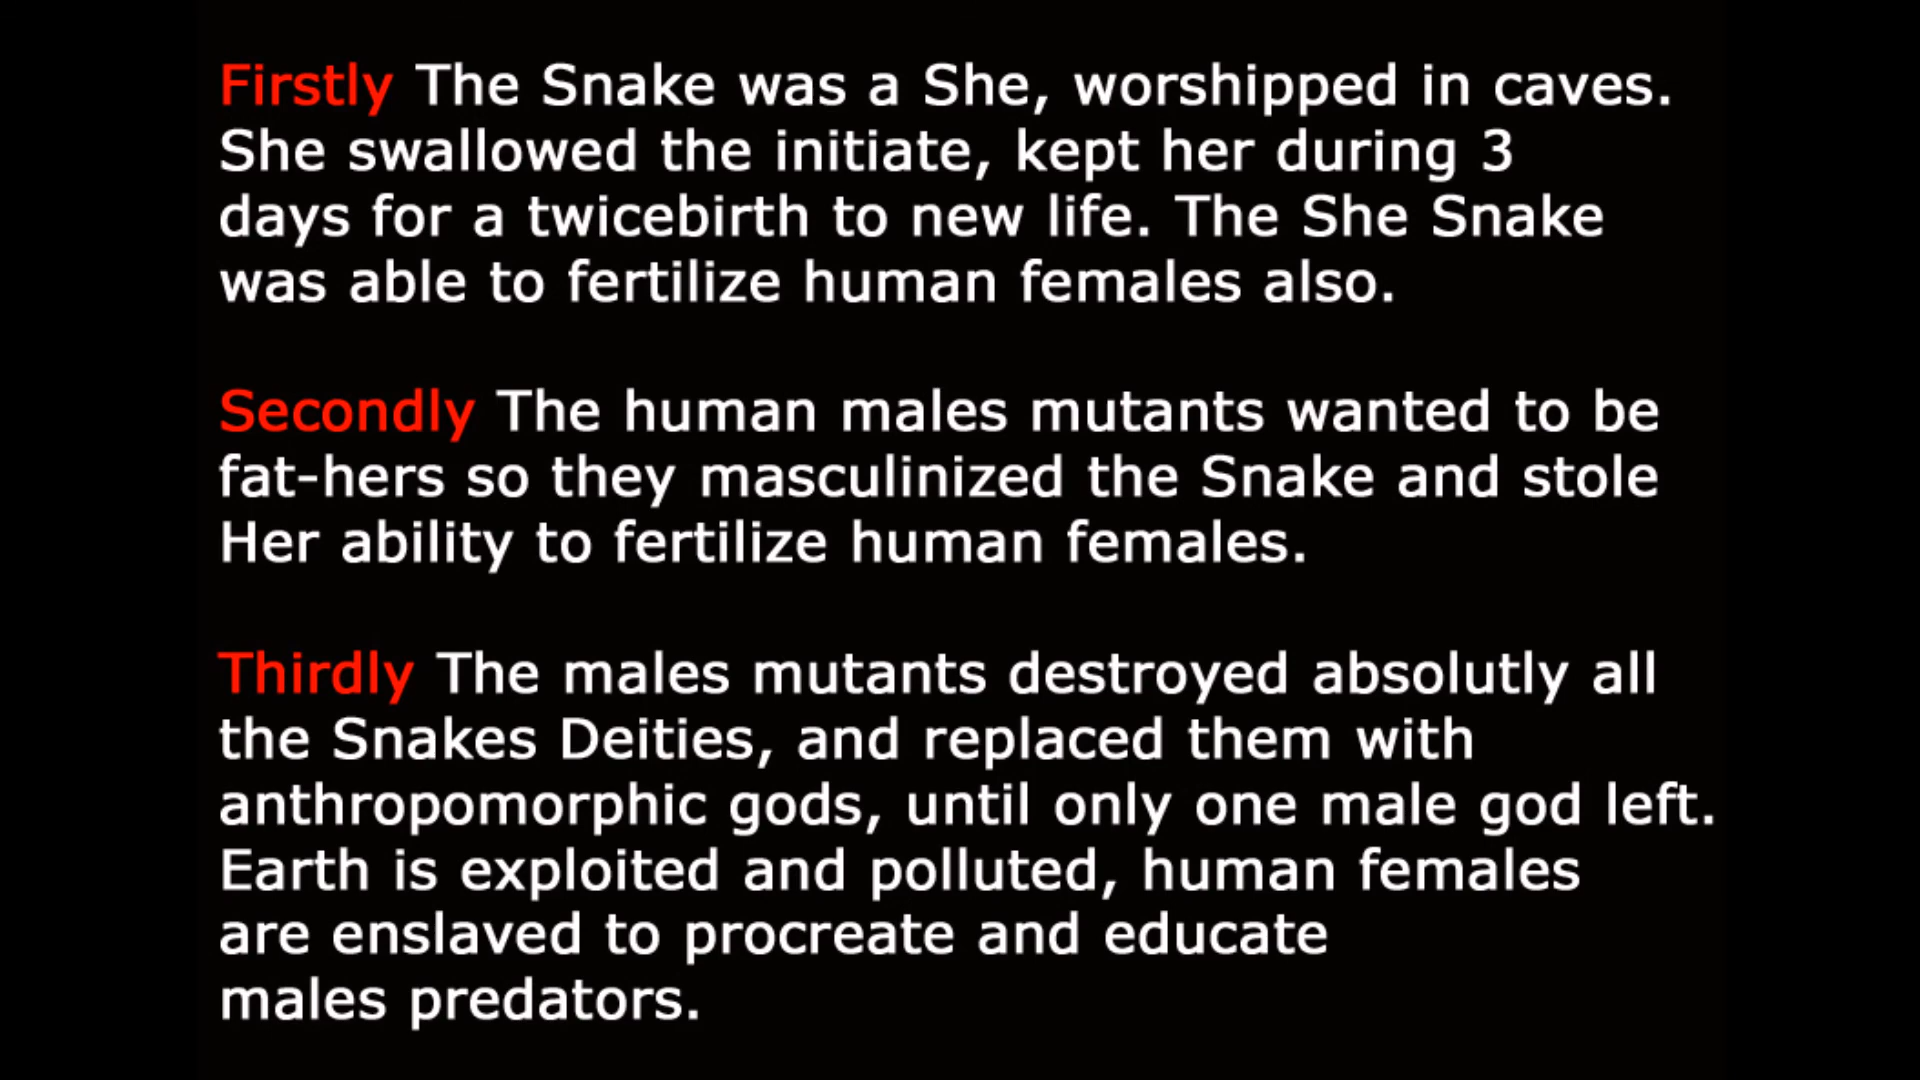 Firstly The Snake was a She, worshipped in caves.
She swallowed the initiate, kept her during 3
days for a twicebirth to new life. The She Snake
was able to fertilize human females also.
Secondly The human males mutants wanted to be
fat-hers so they masculinized the Snake and stole
Her ability to fertilize human females.
Thirdly The males mutants destroyed absolutly all
the Snakes Deities, and replaced them with
anthropomorphic gods, until only one male god left.
Earth is exploited and polluted, human females
are enslaved to procreate and educate
males predators.